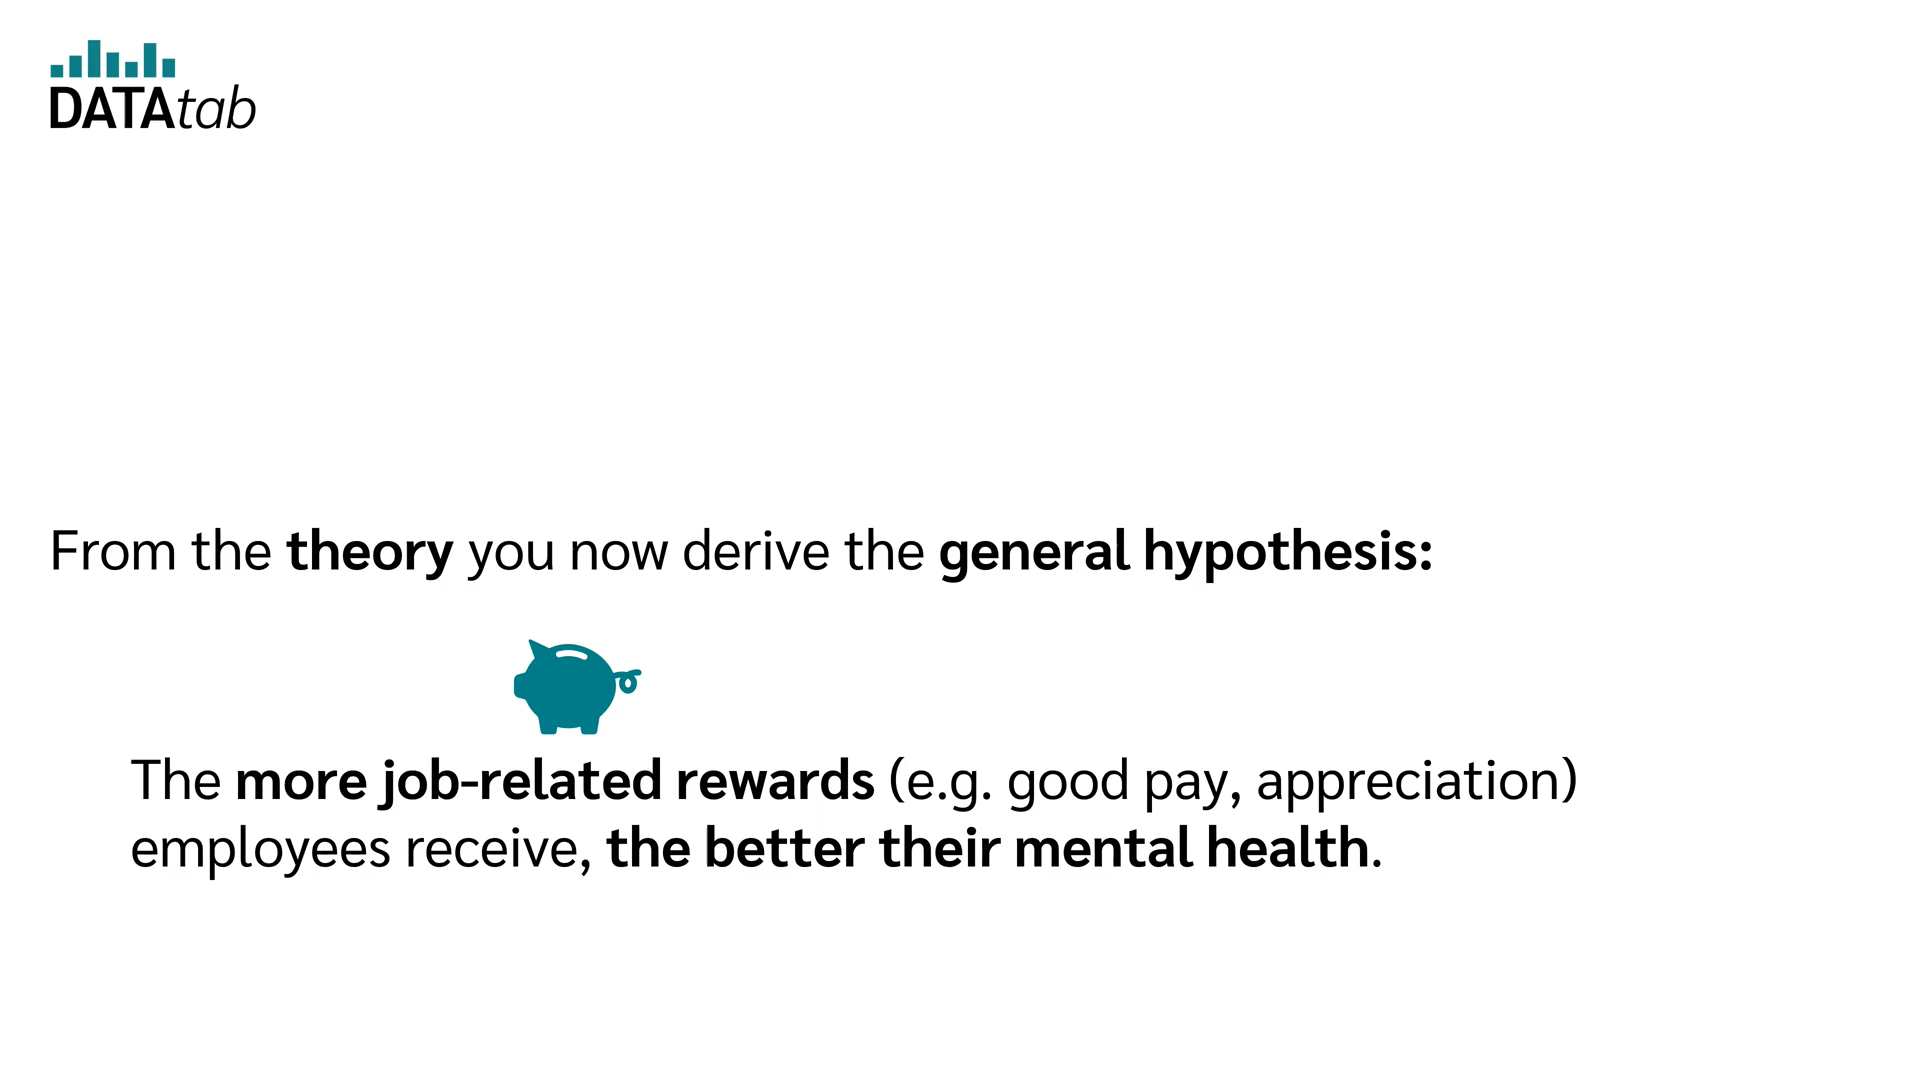 DATAtab
From the theory you now derive the general hypothesis:
The more job-related rewards (e.g. good pay, appreciation)
employees receive, the better their mental health.